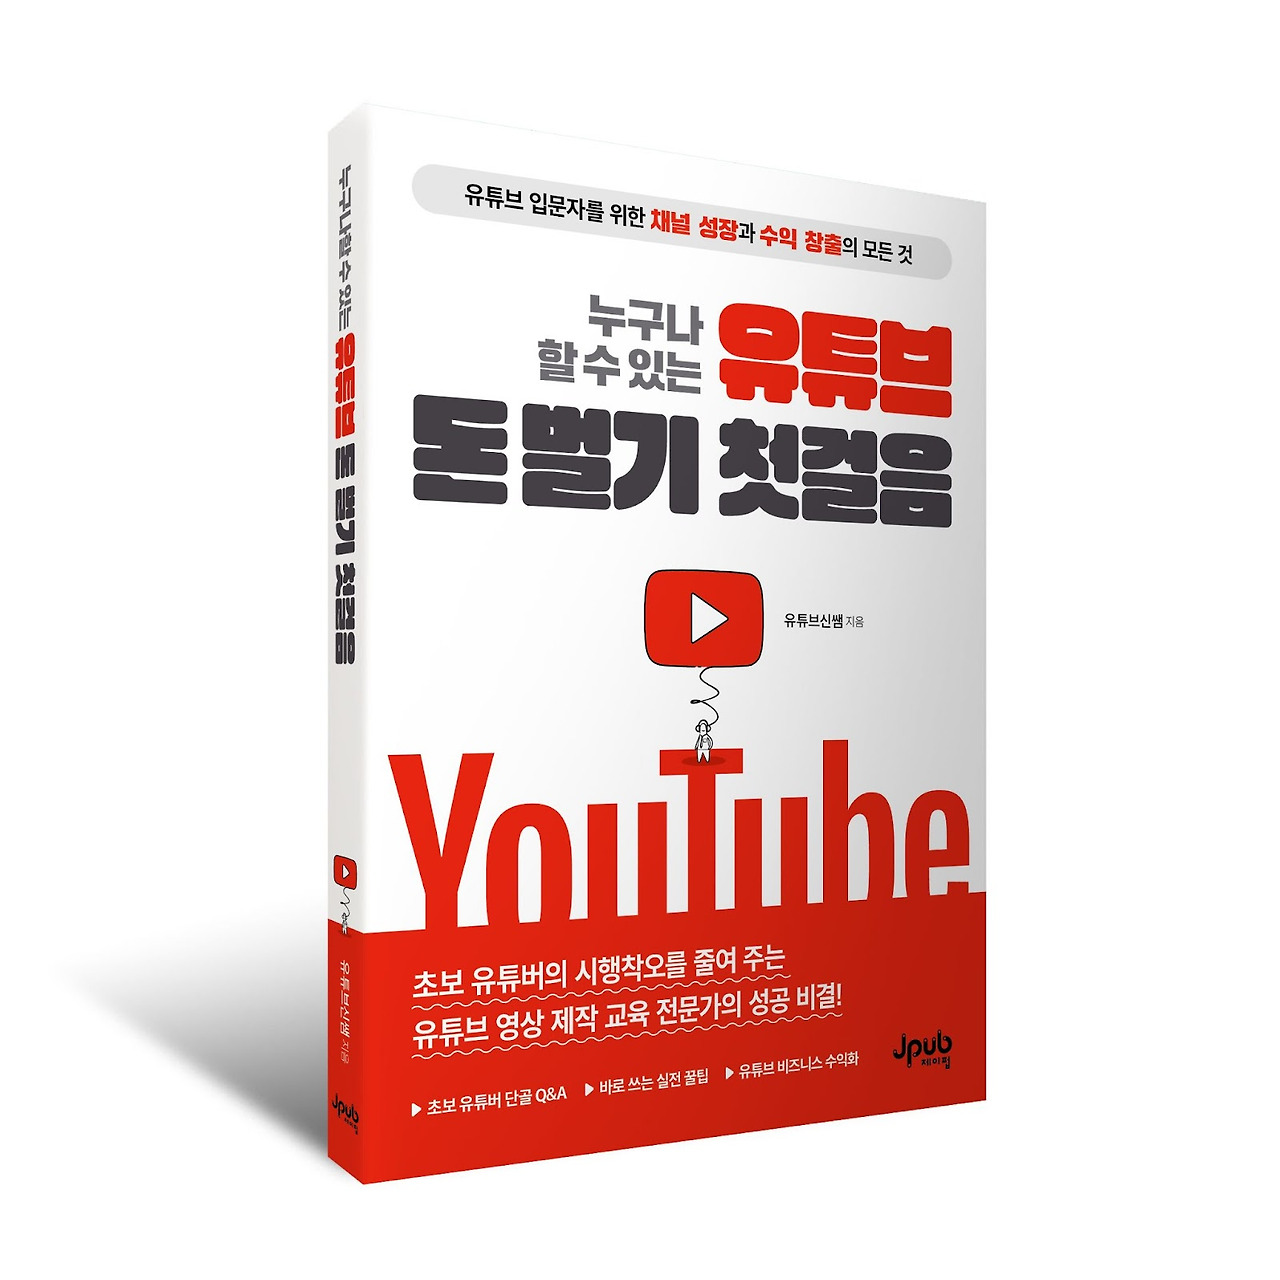 유튜브 입문자를 위한 채널 성장과 수익 창출의 모든 것
누구나
할 수 있는
유튜브
돈 벌기 첫걸음
유튜브신쌤 지음
YouTube
초보 유튜버의 시행착오를 줄여 주는
유튜브 영상 제작 교육 전문가의 성공 비결!
▶ 초보 유튜버 단골 Q&A ▶ 바로 쓰는 실전 꿀팁 ▶ 유튜브 비즈니스 수익화
Jpub
제이펍
누구나 할 수 있는 유튜브 돈 벌기 첫걸음
유튜브신쌤 지음
Jpub
제이펍